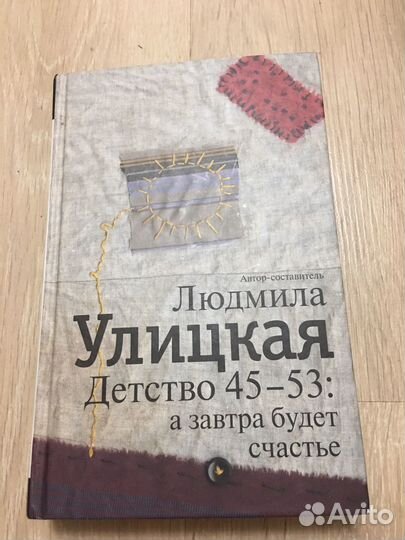 Автор-составитель
Людмила
Улицкая
Детство 45–53:
а завтра будет
счастье
Avito